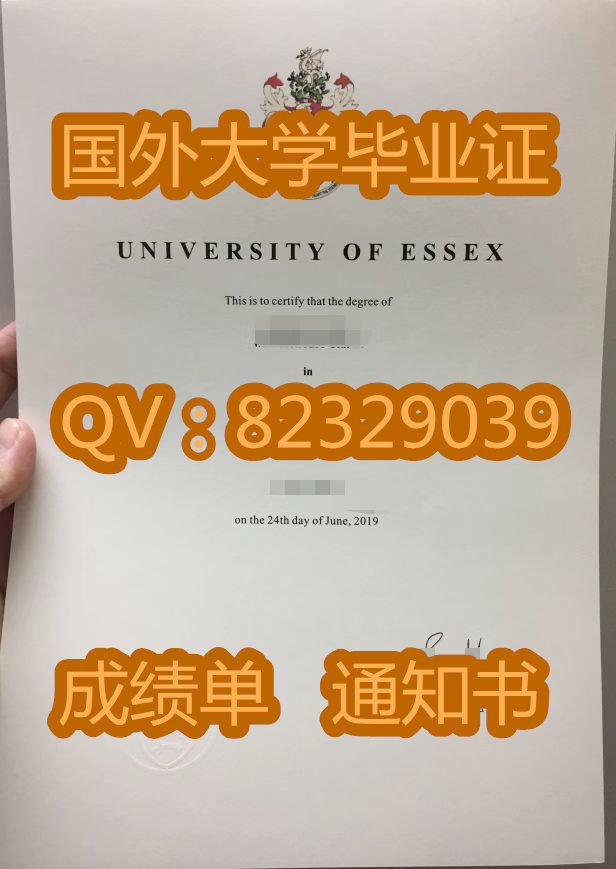 国外大学毕业证
UNIVERSITY OF ESSEX
This is to certify that the degree of
in
QV：82329039
on the 24th day of June, 2019
成绩单 通知书